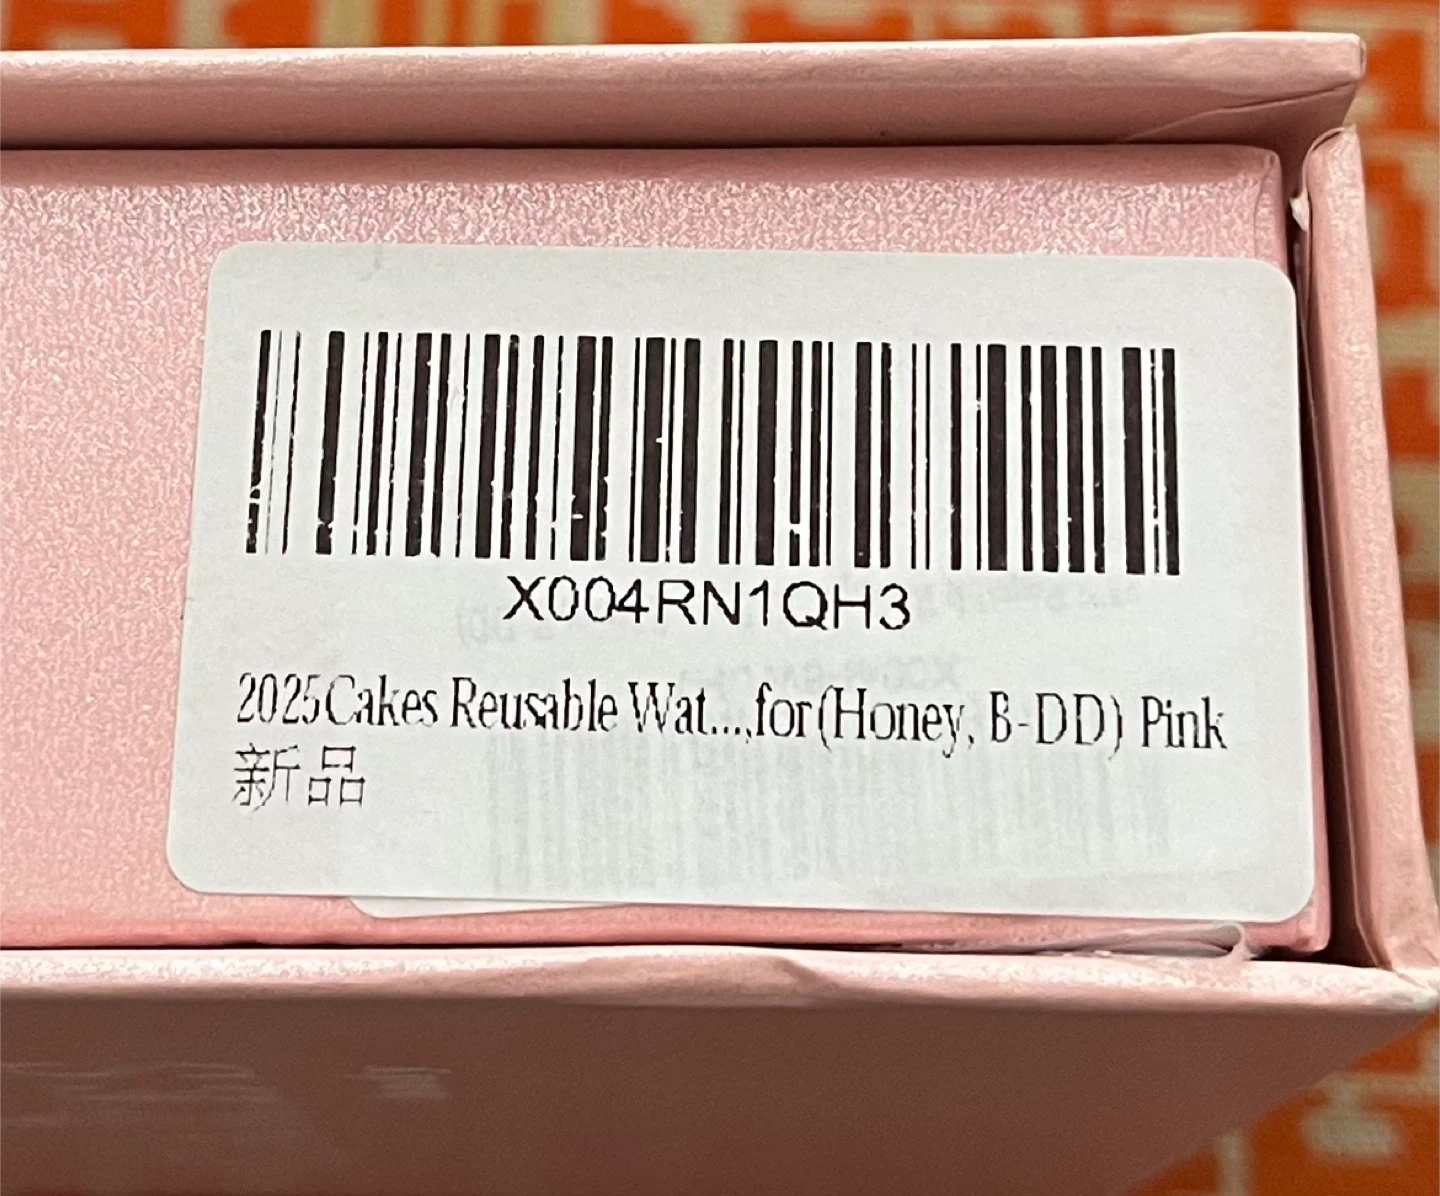 X004RN1QH3
2025Cakes Reusable Wat...,for(Honey, B-DD) Pink
新品